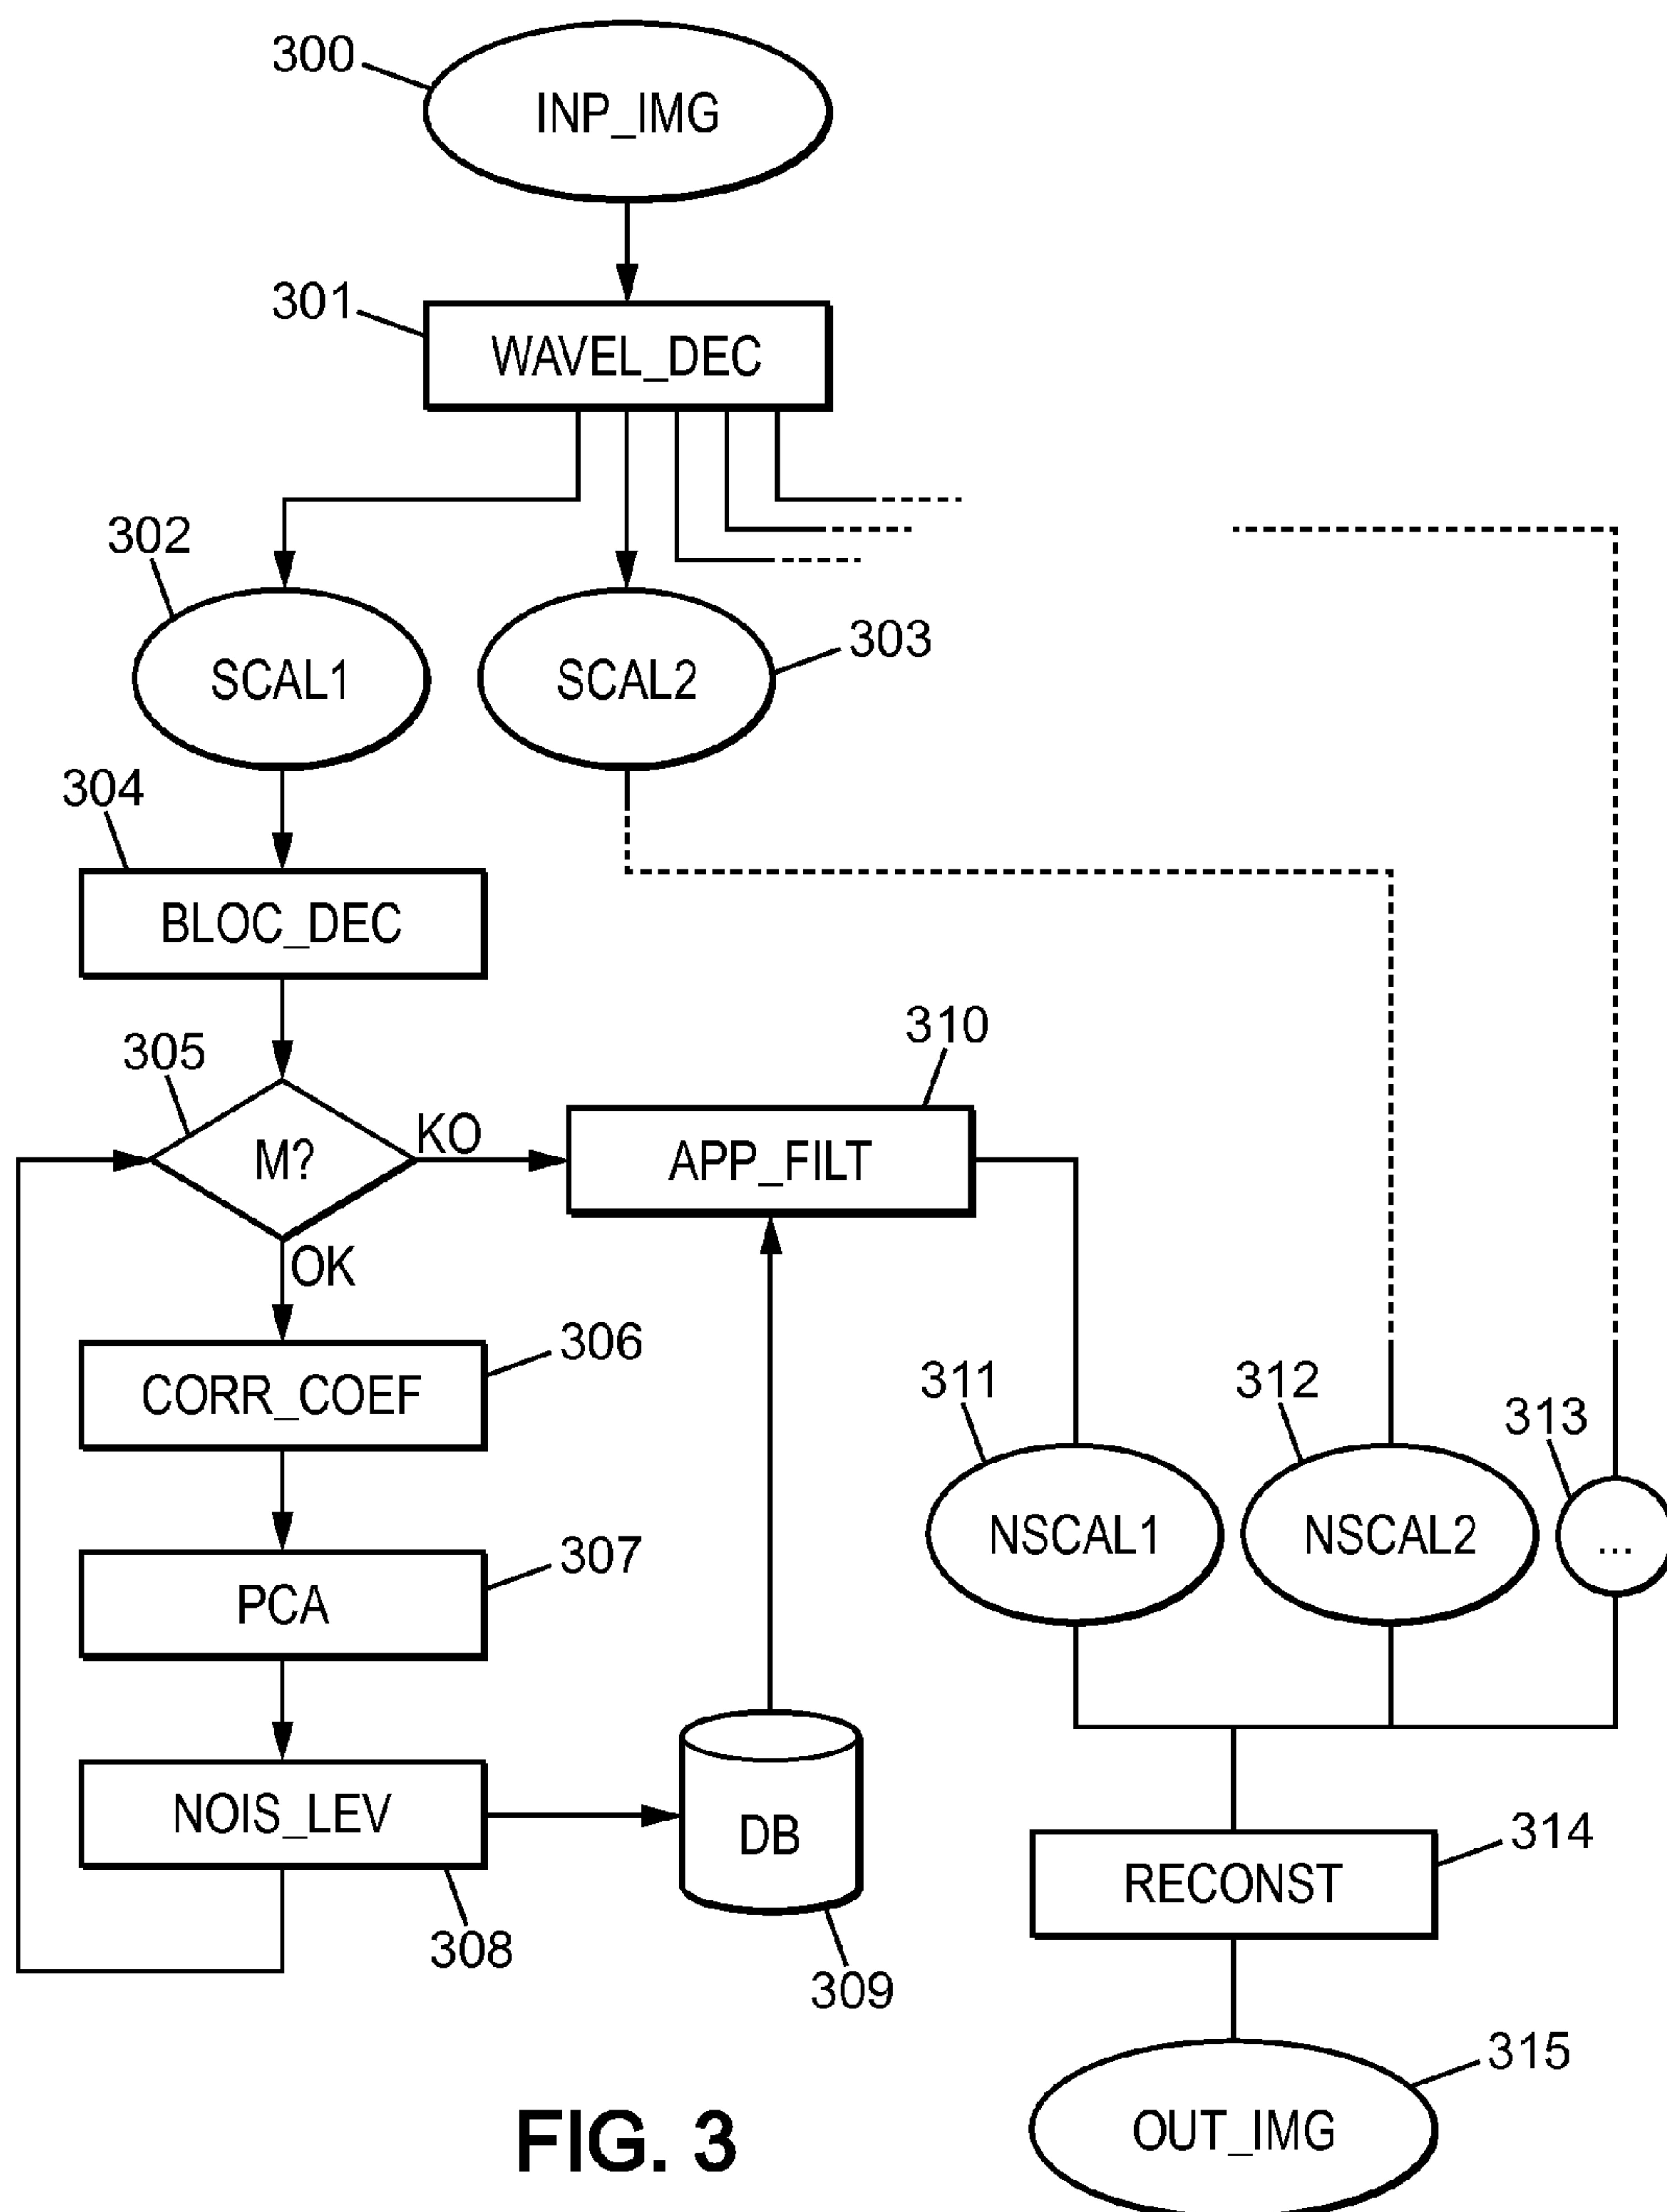 300
INP_IMG
301
WAVEL_DEC
302
303
SCAL1
SCAL2
304
BLOC_DEC
305
M?
KO
OK
310
APP_FILT
306
CORR_COEF
307
PCA
308
NOIS_LEV
DB
309
311
NSCAL1
312
NSCAL2
313
...
314
RECONST
315
OUT_IMG
FIG. 3